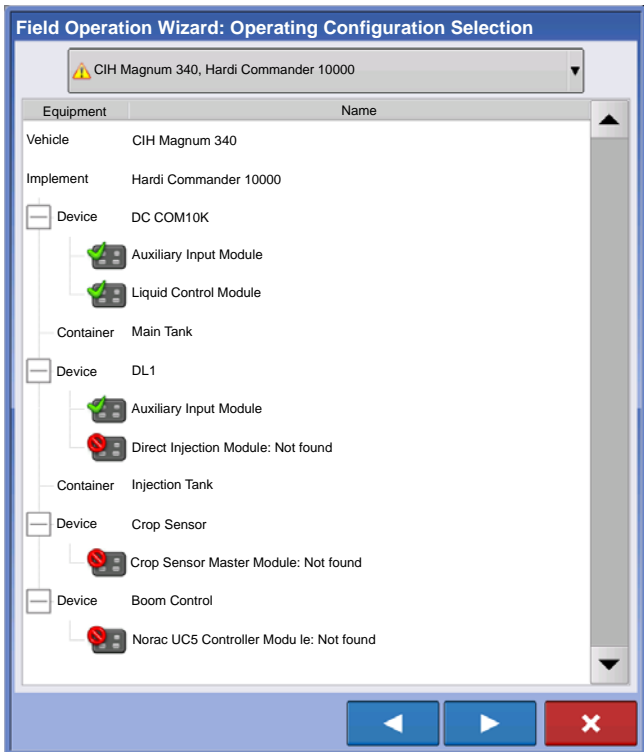 Field Operation Wizard: Operating Configuration Selection
CIH Magnum 340, Hardi Commander 10000
Equipment Name
Vehicle CIH Magnum 340
Implement Hardi Commander 10000
Device DC COM10K
Auxiliary Input Module
Liquid Control Module
Container Main Tank
Device DL1
Auxiliary Input Module
Direct Injection Module: Not found
Container Injection Tank
Device Crop Sensor
Crop Sensor Master Module: Not found
Device Boom Control
Norac UC5 Controller Modu le: Not found